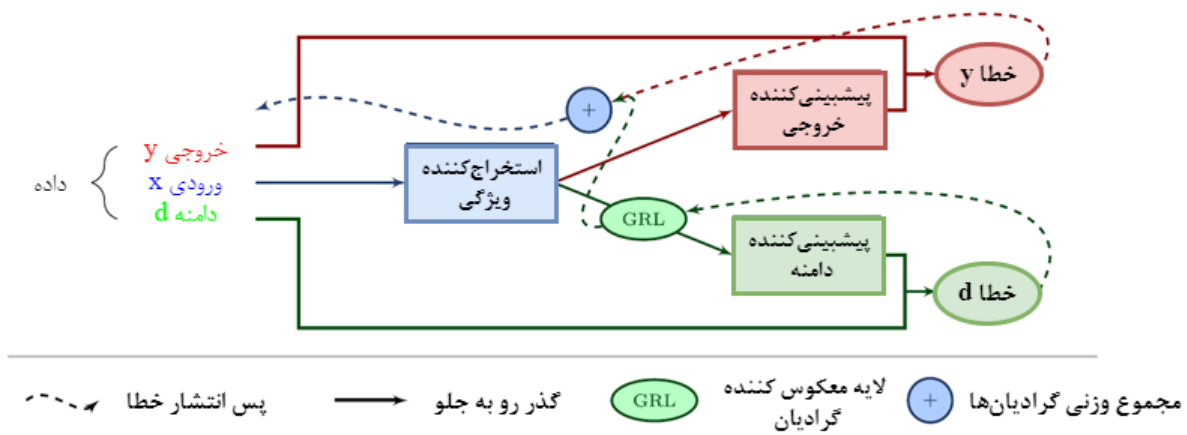 خطا y
پیشبینی‌کننده
خروجی
+
خروجی y
ورودی x
دامنه d
داده
استخراج‌کننده
ویژگی
GRL
پیشبینی‌کننده
دامنه
خطا d
مجموع وزنی گرادیان‌ها
+
لایه معکوس کننده
گرادیان
GRL
گذر رو به جلو
پس انتشار خطا